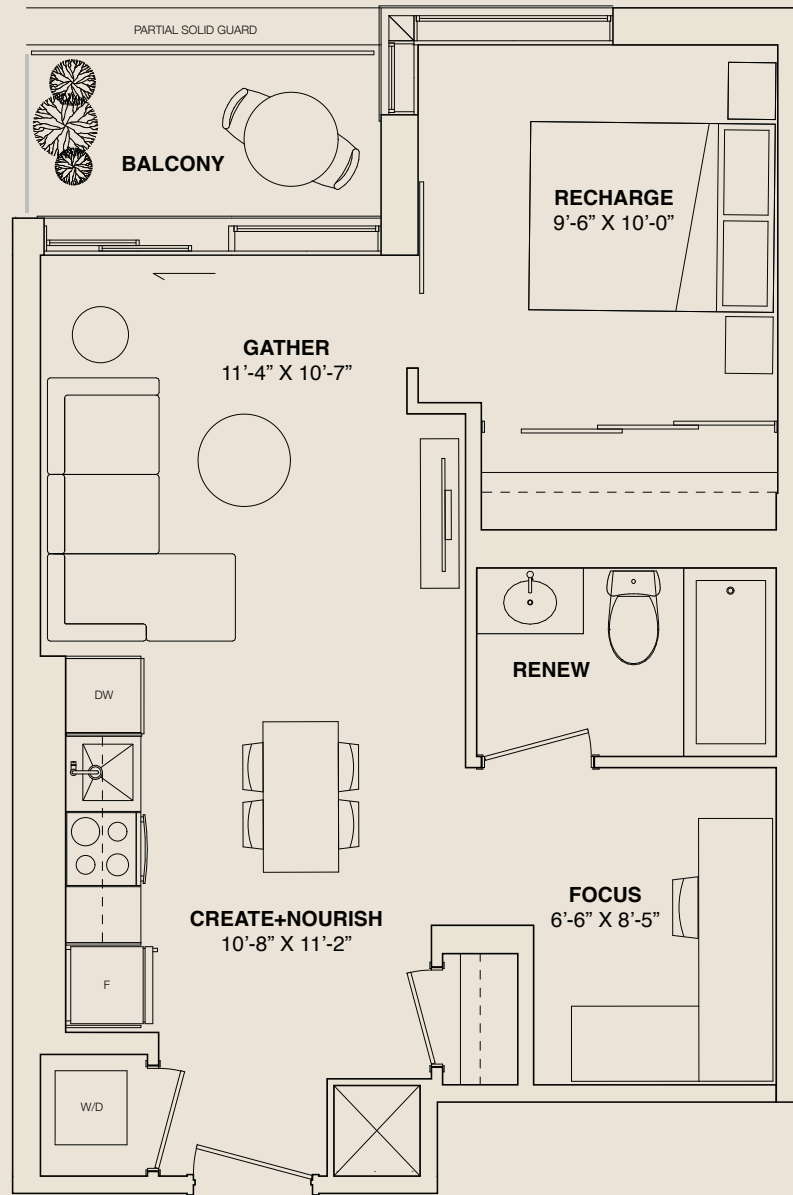 PARTIAL SOLID GUARD
BALCONY
RECHARGE
9’-6” X 10’-0”
GATHER
11’-4” X 10’-7”
DW
RENEW
FOCUS
6’-6” X 8’-5”
CREATE+NOURISH
10’-8” X 11’-2”
F
W/D